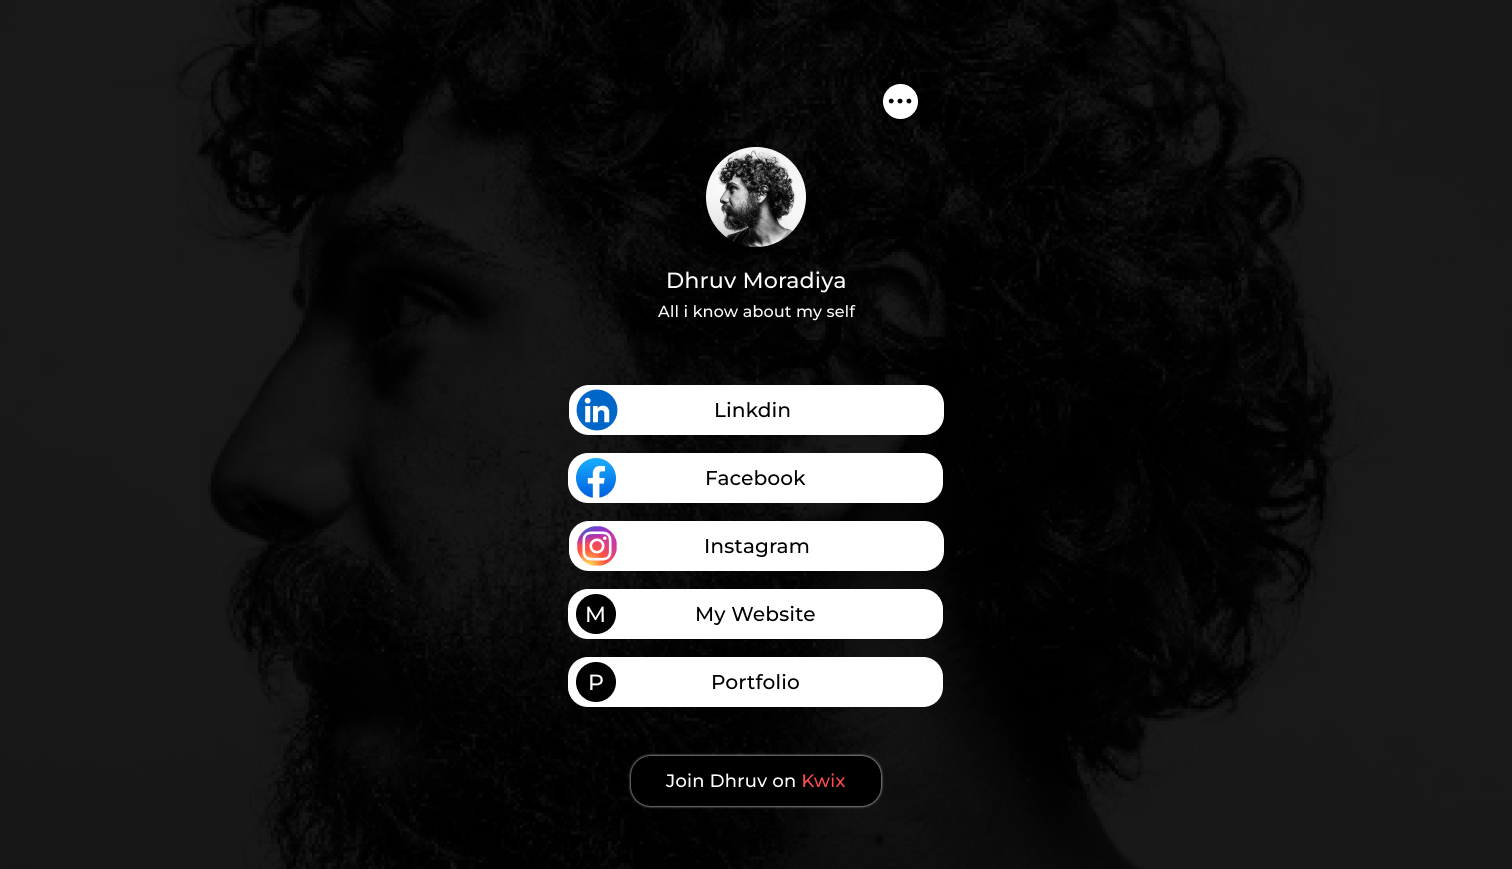 Dhruv Moradiya
All i know about my self
in Linkdin
f Facebook
Instagram
M My Website
P Portfolio
Join Dhruv on Kwix